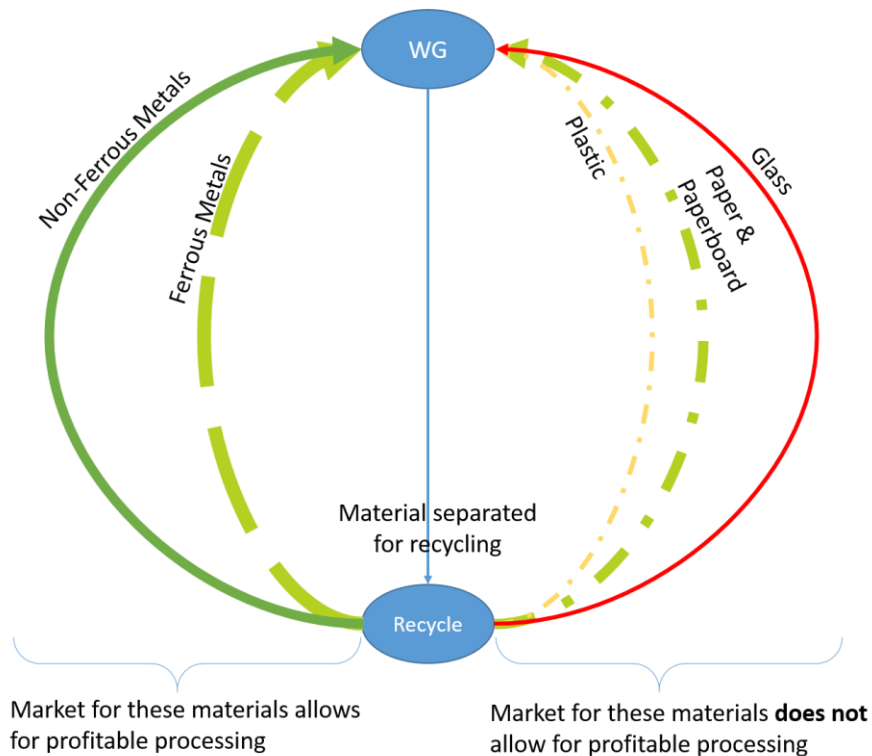 WG
Non-Ferrous Metals
Ferrous Metals
Plastic
Paper &
Paperboard
Glass
Material separated
for recycling
Recycle
Market for these materials allows
for profitable processing
Market for these materials does not
allow for profitable processing